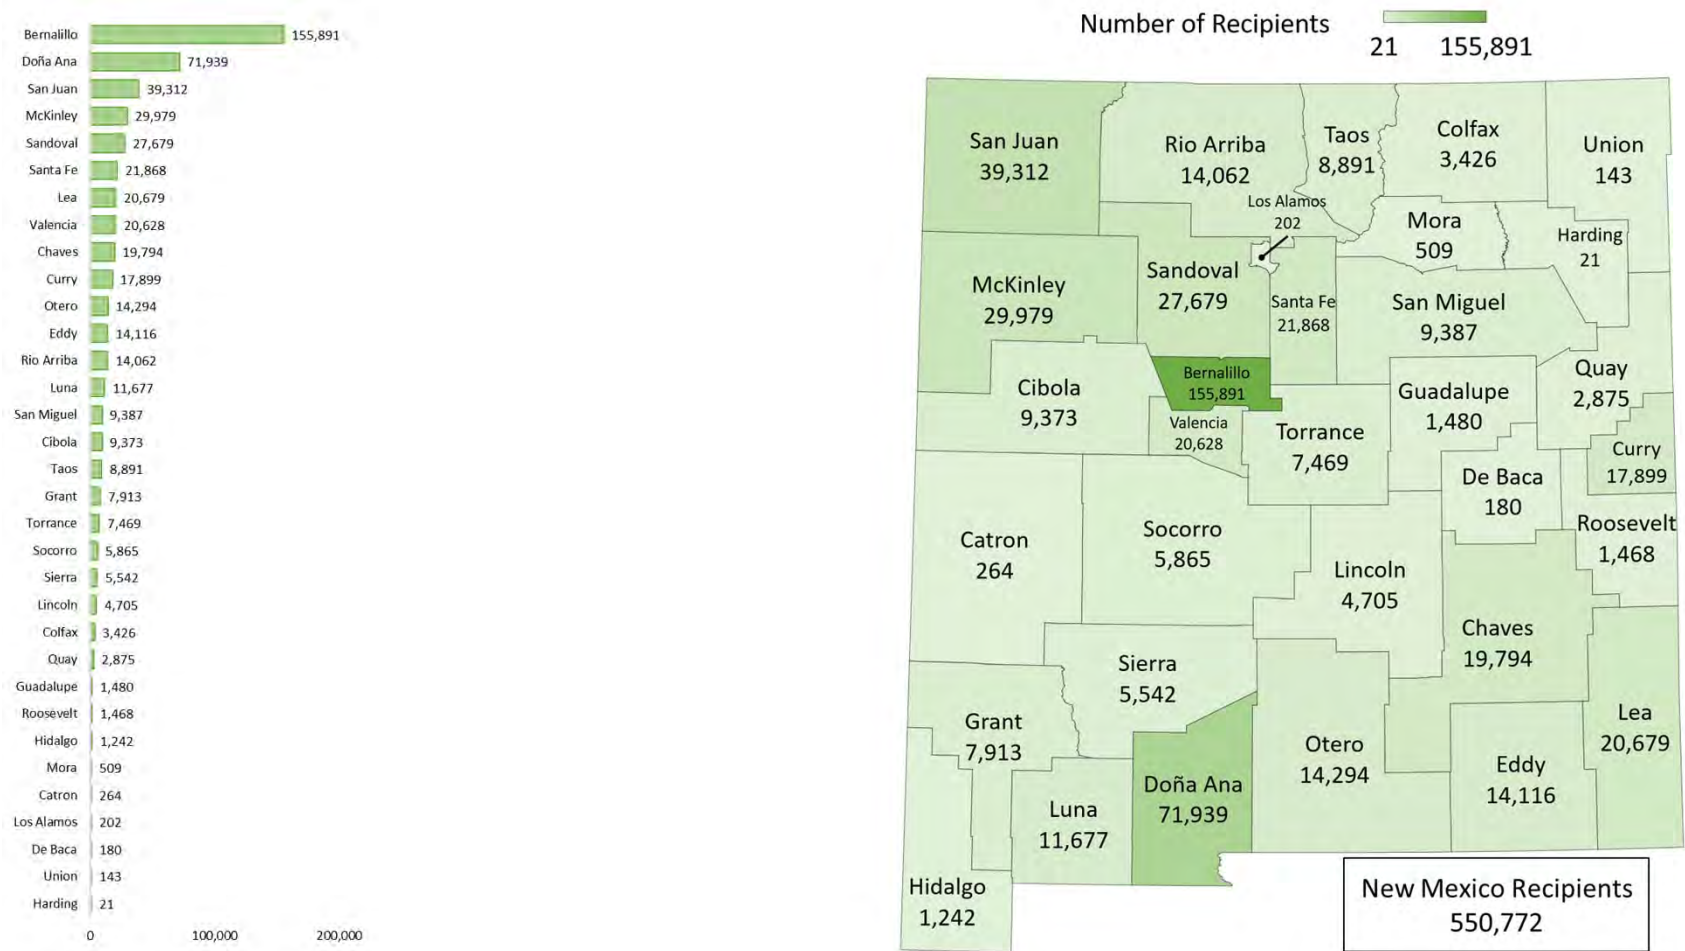 Bernalillo 155,891
Doña Ana 71,939
San Juan 39,312
McKinley 29,979
Sandoval 27,679
Santa Fe 21,868
Lea 20,679
Valencia 20,628
Chaves 19,794
Curry 17,899
Otero 14,294
Eddy 14,116
Rio Arriba 14,062
Luna 11,677
San Miguel 9,387
Cibola 9,373
Taos 8,891
Grant 7,913
Torrance 7,469
Socorro 5,865
Sierra 5,542
Lincoln 4,705
Colfax 3,426
Quay 2,875
Guadalupe 1,480
Roosevelt 1,468
Hidalgo 1,242
Mora 509
Catron 264
Los Alamos 202
De Baca 180
Union 143
Harding 21
0 100,000 200,000
Number of Recipients
21 155,891
San Juan
39,312
Rio Arriba
14,062
Taos
8,891
Colfax
3,426
Union
143
Los Alamos
202
Mora
509
Harding
21
McKinley
29,979
Sandoval
27,679
Santa Fe
21,868
San Miguel
9,387
Cibola
9,373
Bernalillo
155,891
Valencia
20,628
Torrance
7,469
Guadalupe
1,480
Quay
2,875
Curry
17,899
De Baca
180
Roosevelt
1,468
Catron
264
Socorro
5,865
Lincoln
4,705
Chaves
19,794
Sierra
5,542
Grant
7,913
Lea
20,679
Otero
14,294
Eddy
14,116
Doña Ana
71,939
Luna
11,677
Hidalgo
1,242
New Mexico Recipients
550,772